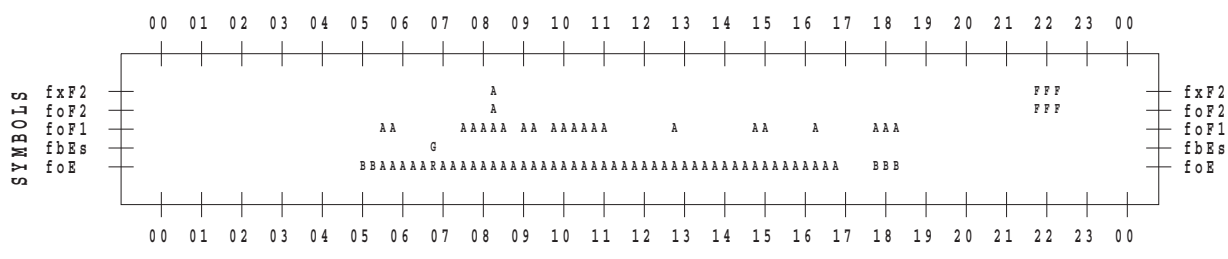 00 01 02 03 04 05 06 07 08 09 10 11 12 13 14 15 16 17 18 19 20 21 22 23 00
SYMBOLS
fxF2 A FFF fxF2
foF2 A FFF foF2
foF1 AA AAAAA AA AAAAAA A AA A AAA foF1
fbEs G fbEs
foE BBAAAAARAAAAAAAAAAAAAAAAAAAAAAAAAAAAAAAAAAAAAAAA BBB foE
00 01 02 03 04 05 06 07 08 09 10 11 12 13 14 15 16 17 18 19 20 21 22 23 00